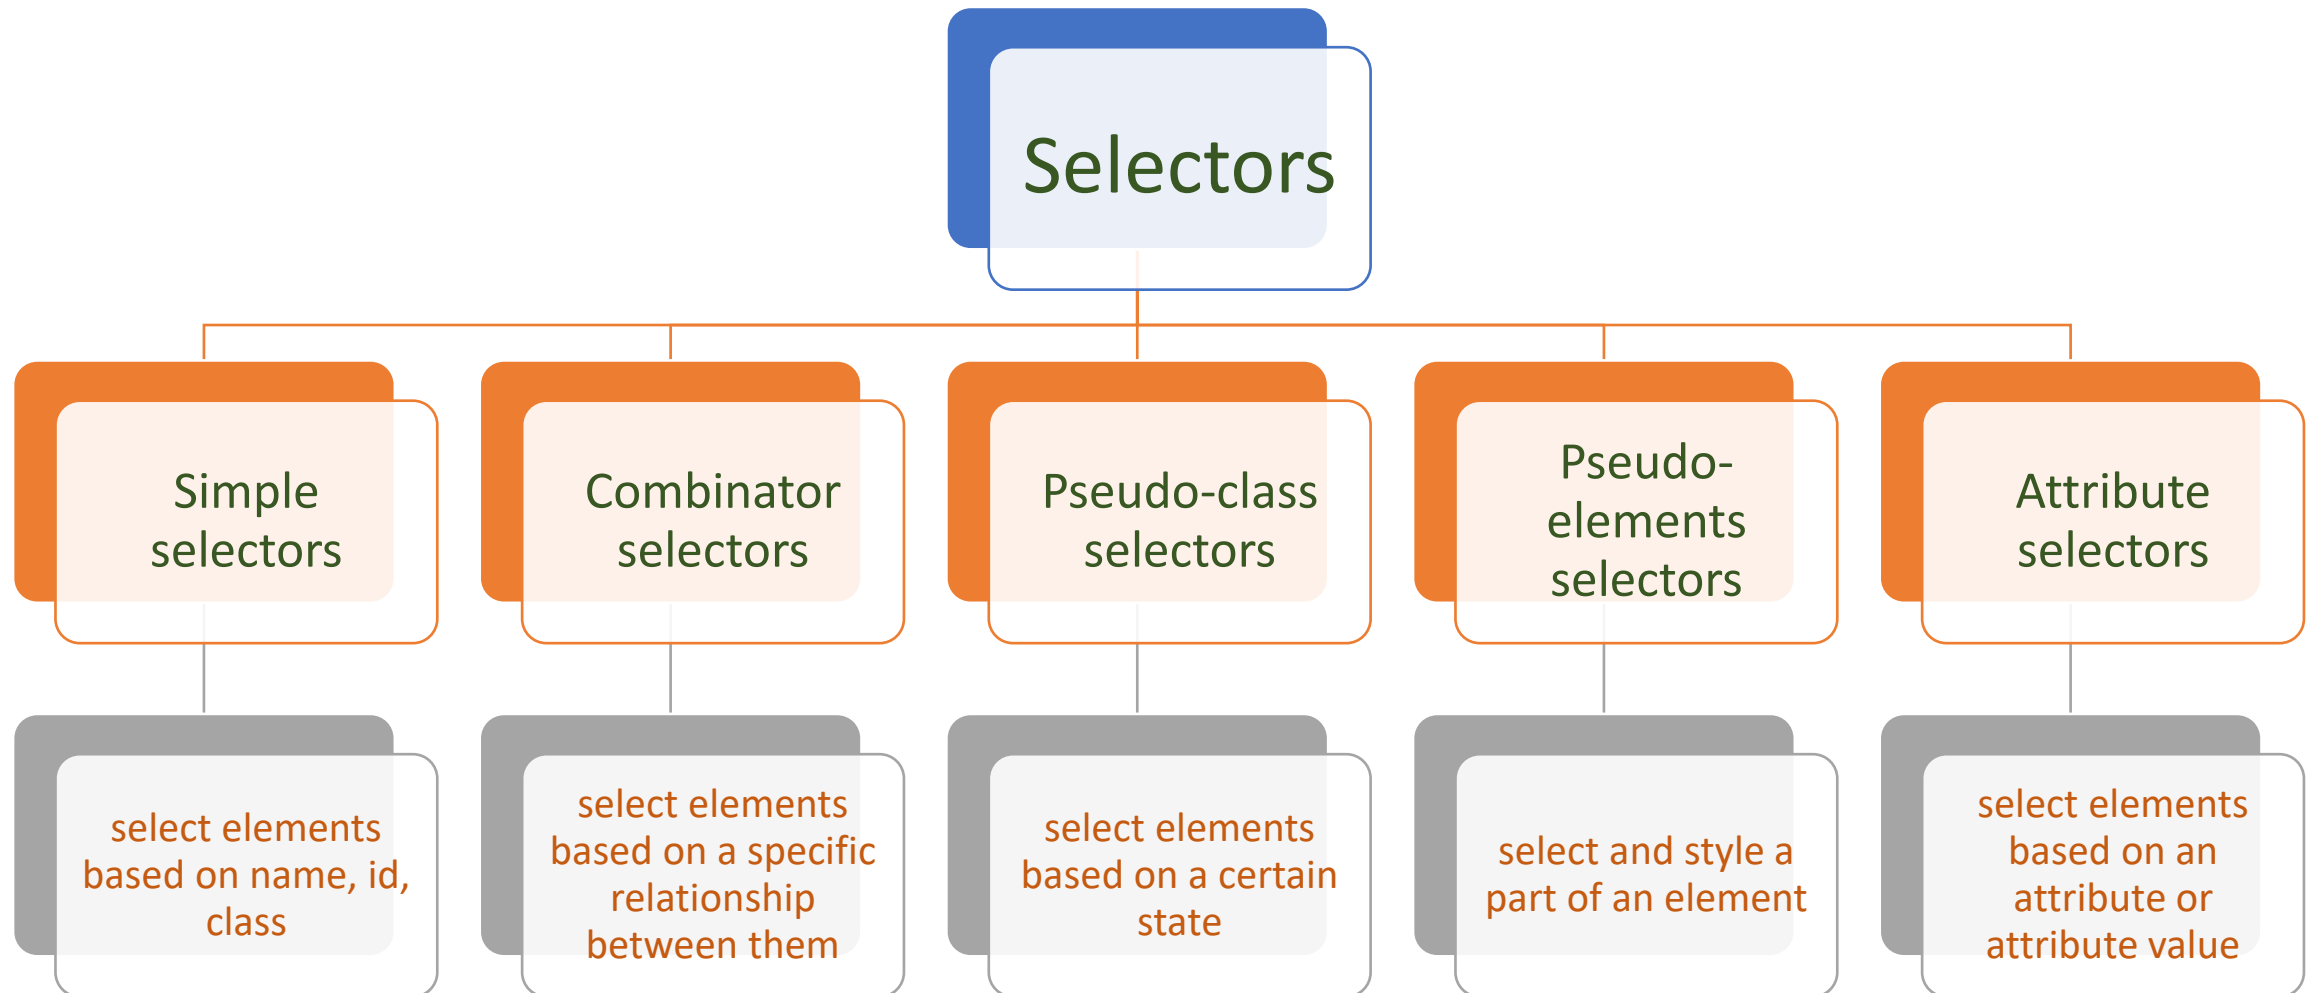 Selectors
Simple
selectors
Combinator
selectors
Pseudo-class
selectors
Pseudo-
elements
selectors
Attribute
selectors
select elements
based on name, id,
class
select elements
based on a specific
relationship
between them
select elements
based on a certain
state
select and style a
part of an element
select elements
based on an
attribute or
attribute value